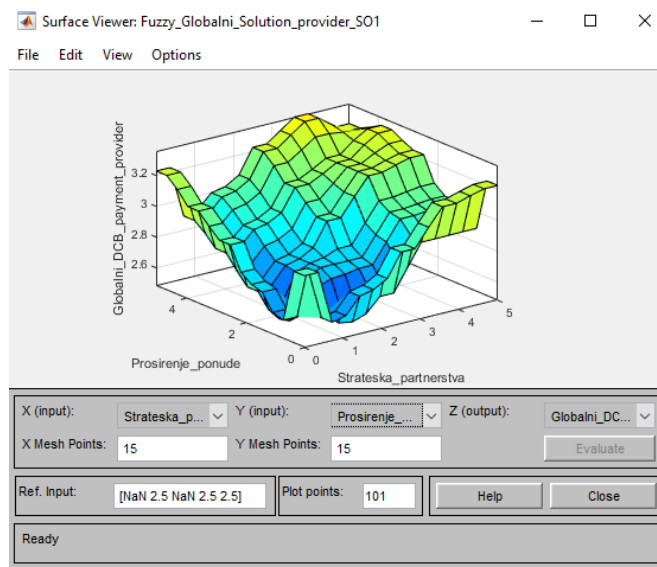 Surface Viewer: Fuzzy_Globalni_Solution_provider_SO1
File Edit View Options
Globalni_DCB_payment_provider
3.2
3
2.8
2.6
4
2
0
0
1
2
3
4
5
Prosirenje_ponude
Strateska_partnerstva
X (input): Strateska_p... Y (input): Prosirenje_... Z (output): Globalni_DC...
X Mesh Points: 15 Y Mesh Points: 15 Evaluate
Ref. Input: [NaN 2.5 NaN 2.5 2.5] Plot points: 101 Help Close
Ready